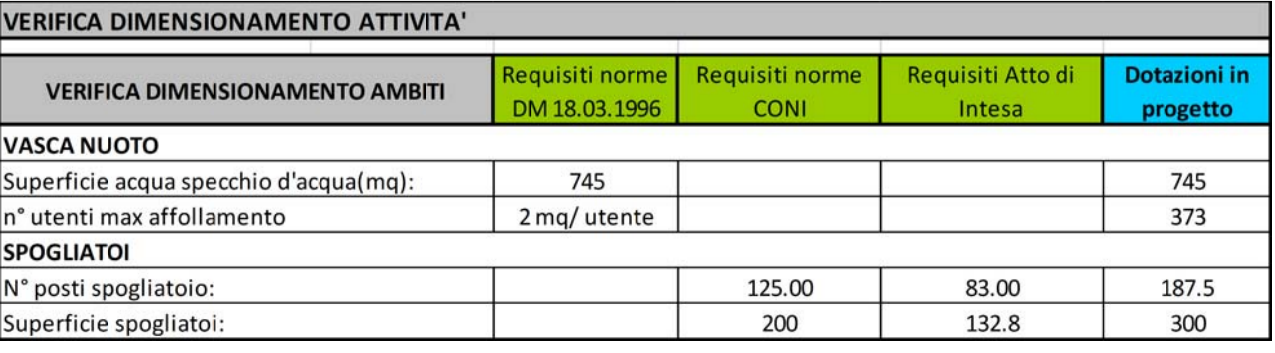 VERIFICA DIMENSIONAMENTO ATTIVITA'
VERIFICA DIMENSIONAMENTO AMBITI Requisiti norme DM 18.03.1996 Requisiti norme CONI Requisiti Atto di Intesa Dotazioni in progetto
VASCA NUOTO
Superficie acqua specchio d'acqua(mq): 745 745
n° utenti max affollamento 2 mq/ utente 373
SPOGLIATOI
N° posti spogliatoio: 125.00 83.00 187.5
Superficie spogliatoi: 200 132.8 300